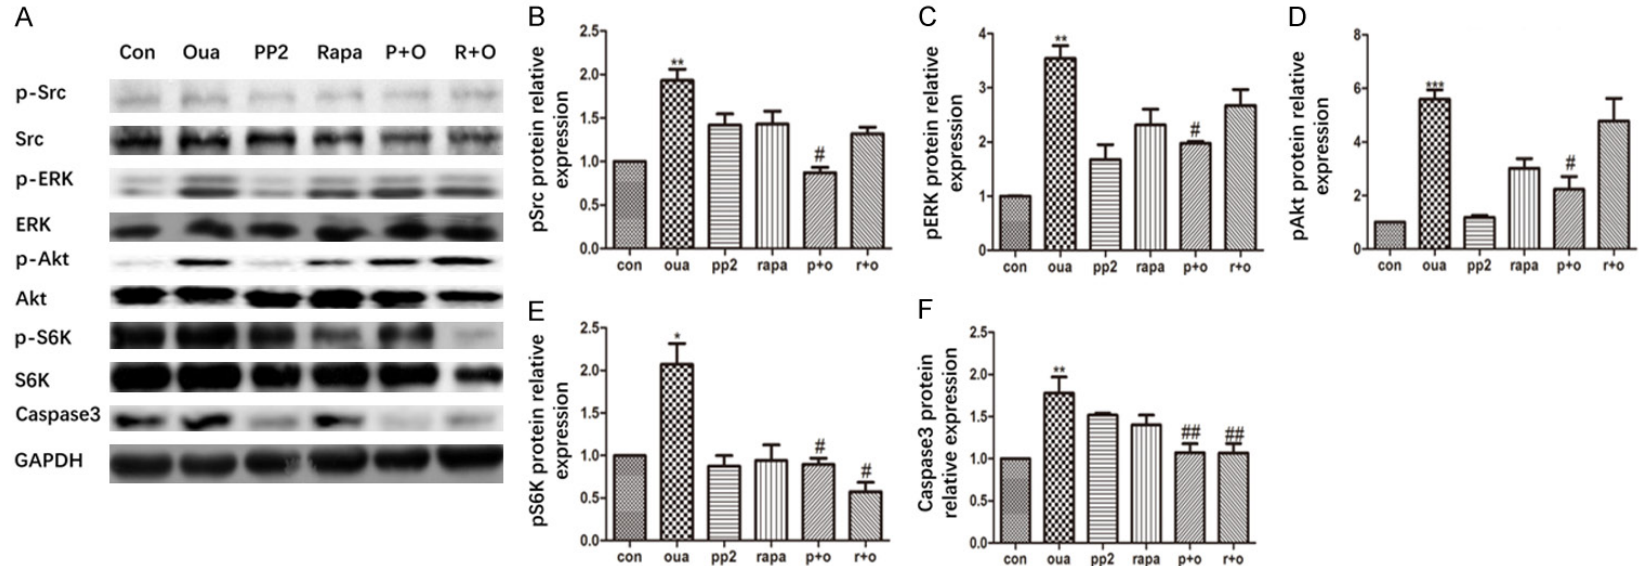 A
Con Oua PP2 Rapa P+O R+O
p-Src
Src
p-ERK
ERK
p-Akt
Akt
p-S6K
S6K
Caspase3
GAPDH
B
pSrc protein relative
expression
2.5
2.0
1.5
1.0
0.5
0.0
**
#
con oua pp2 rapa p+o r+o
C
pERK protein relative
expression
4
3
2
1
0
**
#
con oua pp2 rapa p+o r+o
D
pAkt protein relative
expression
8
6
4
2
0
***
#
con oua pp2 rapa p+o r+o
E
pS6K protein relative
expression
2.5
2.0
1.5
1.0
0.5
0.0
*
#
#
con oua pp2 rapa p+o r+o
F
Caspase3 protein
relative expression
2.5
2.0
1.5
1.0
0.5
0.0
**
##
##
con oua pp2 rapa p+o r+o